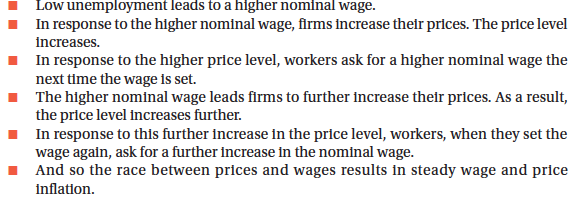 Low unemployment leads to a higher nominal wage.
In response to the higher nominal wage, firms increase their prices. The price level
increases.
In response to the higher price level, workers ask for a higher nominal wage the
next time the wage is set.
The higher nominal wage leads firms to further increase their prices. As a result,
the price level increases further.
In response to this further increase in the price level, workers, when they set the
wage again, ask for a further increase in the nominal wage.
And so the race between prices and wages results in steady wage and price
inflation.